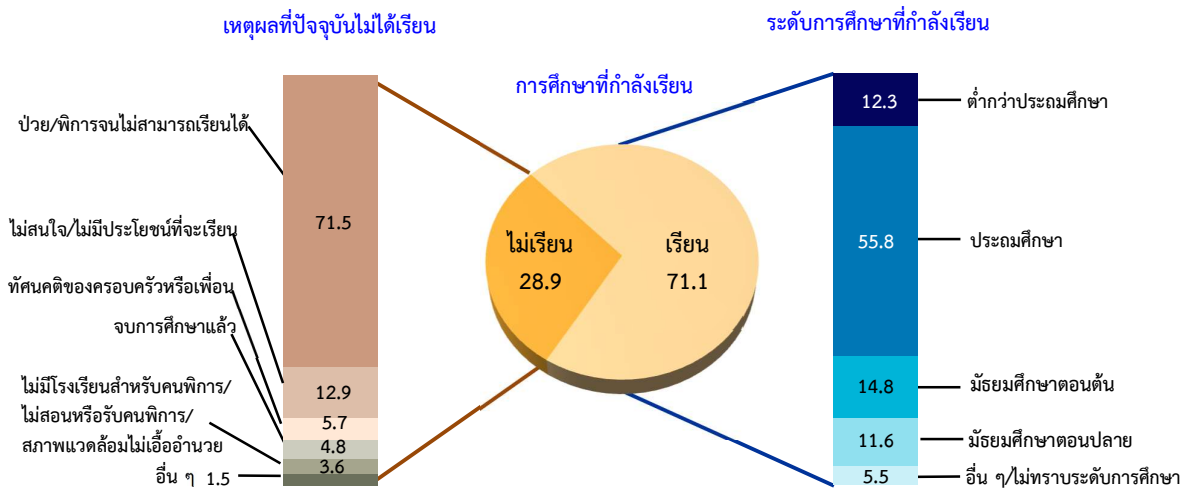 เหตุผลที่ปัจจุบันไม่ได้เรียน
ป่วย/พิการจนไม่สามารถเรียนได้
71.5
ไม่สนใจ/ไม่มีประโยชน์ที่จะเรียน
12.9
ทัศนคติของครอบครัวหรือเพื่อน
5.7
จบการศึกษาแล้ว
4.8
ไม่มีโรงเรียนสำหรับคนพิการ/
ไม่สอนหรือรับคนพิการ/
สภาพแวดล้อมไม่เอื้ออำนวย
3.6
อื่น ๆ 1.5
การศึกษาที่กำลังเรียน
ไม่เรียน
28.9
เรียน
71.1
ระดับการศึกษาที่กำลังเรียน
12.3 ต่ำกว่าประถมศึกษา
55.8 ประถมศึกษา
14.8 มัธยมศึกษาตอนต้น
11.6 มัธยมศึกษาตอนปลาย
5.5 อื่น ๆ/ไม่ทราบระดับการศึกษา